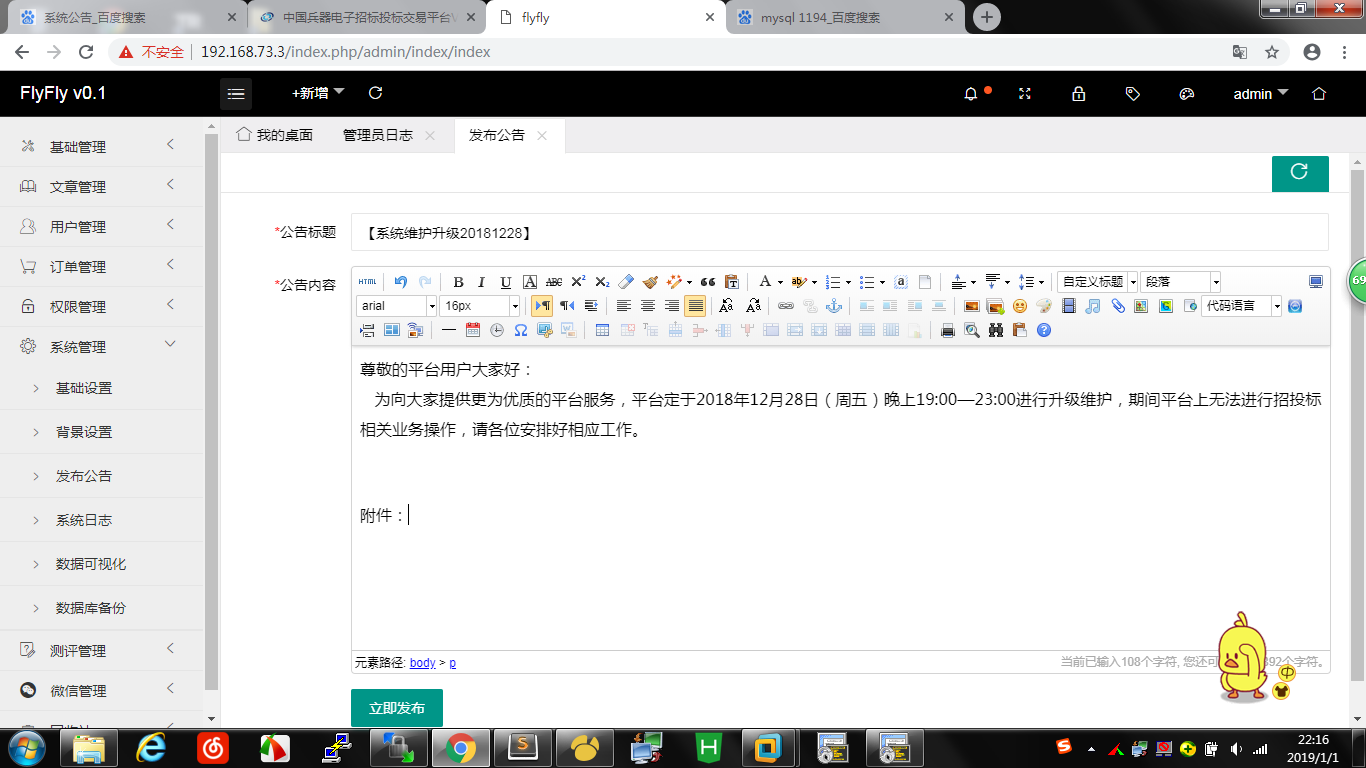 系统公告_百度搜索
中国兵器电子招标投标交易平台
flyfly
mysql 1194_百度搜索
不安全
192.168.73.3/index.php/admin/index/index
FlyFly v0.1
+新增
admin
我的桌面
管理员日志
发布公告
基础管理
文章管理
用户管理
订单管理
权限管理
系统管理
基础设置
背景设置
发布公告
系统日志
数据可视化
数据库备份
测评管理
微信管理
*公告标题
【系统维护升级20181228】
*公告内容
HTML
自定义标题
段落
arial
16px
代码语言
尊敬的平台用户大家好：
为向大家提供更为优质的平台服务，平台定于2018年12月28日（周五）晚上19:00—23:00进行升级维护，期间平台上无法进行招投标
相关业务操作，请各位安排好相应工作。
附件：
元素路径: body > p
当前已输入108个字符, 您还可
892个字符。
立即发布
中
69
22:16
2019/1/1